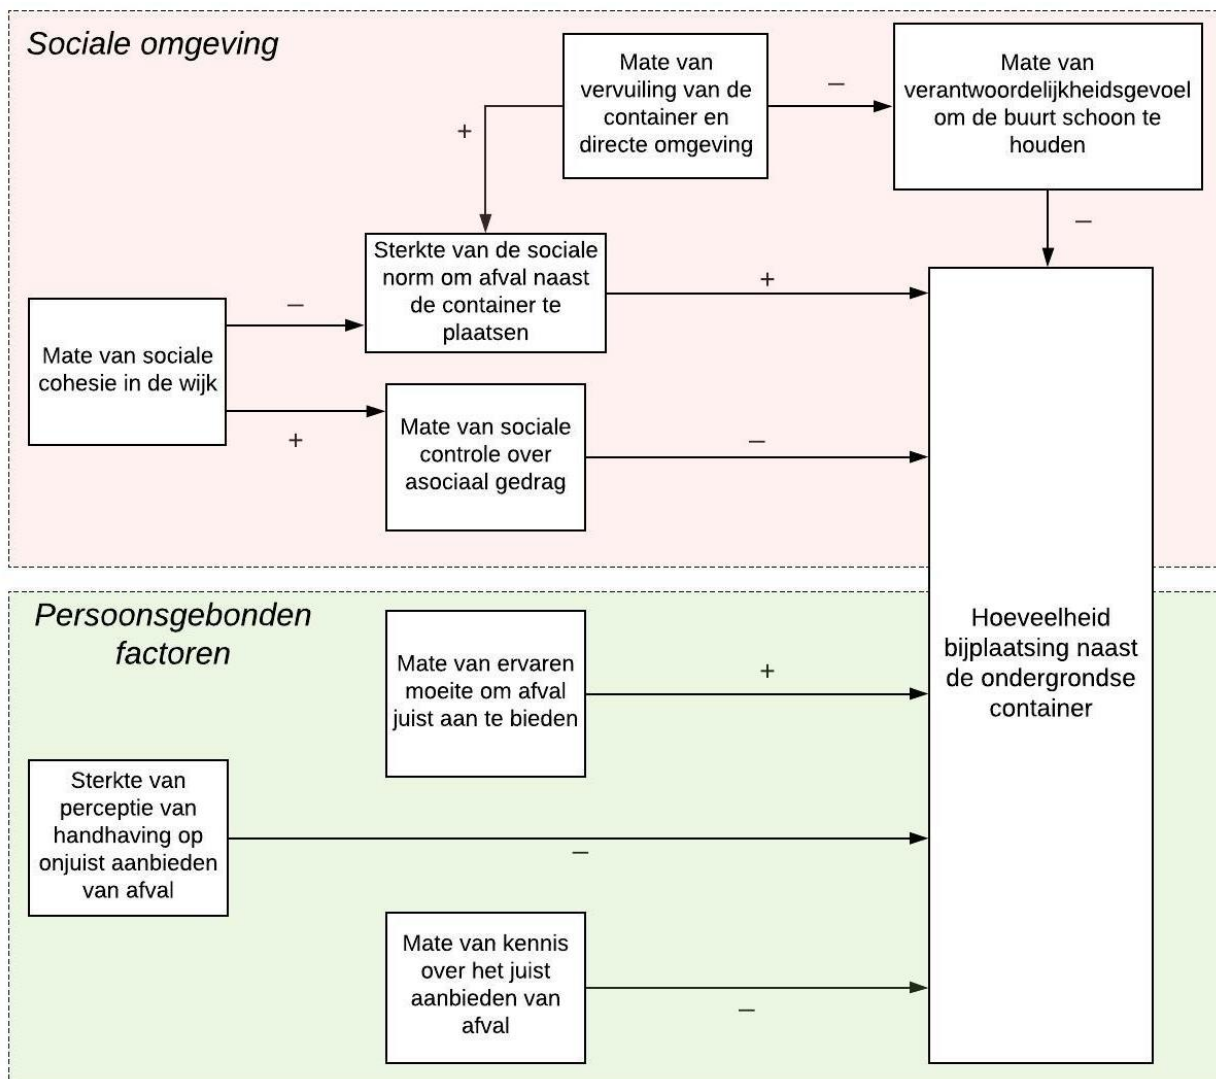 Sociale omgeving
Mate van
vervuiling van de
container en
directe omgeving
–
Mate van
verantwoordelijkheidsgevoel
om de buurt schoon te
houden
+
–
Sterkte van de sociale
norm om afval naast
de container te
plaatsen
+
–
Mate van sociale
cohesie in de wijk
+
Mate van sociale
controle over
asociaal gedrag
–
Persoonsgebonden
factoren
Mate van ervaren
moeite om afval
juist aan te bieden
+
Hoeveelheid
bijplaatsing naast
de ondergrondse
container
Sterkte van
perceptie van
handhaving op
onjuist aanbieden
van afval
–
Mate van kennis
over het juist
aanbieden van
afval
–